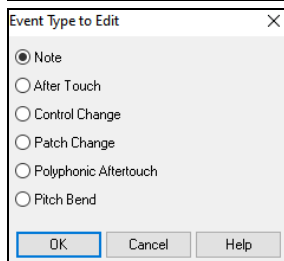 Event Type to Edit
Note
After Touch
Control Change
Patch Change
Polyphonic Aftertouch
Pitch Bend
OK Cancel Help